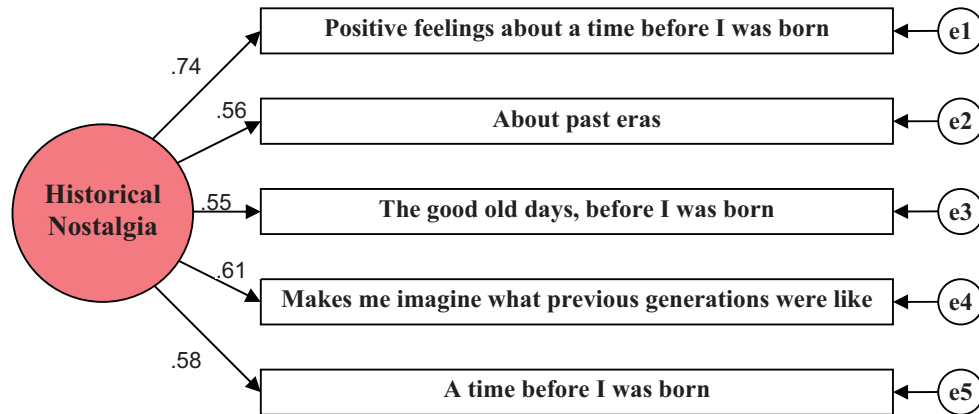 Positive feelings about a time before I was born
e1
.74
.56
About past eras
e2
Historical
Nostalgia
.55
The good old days, before I was born
e3
.61
Makes me imagine what previous generations were like
e4
.58
A time before I was born
e5